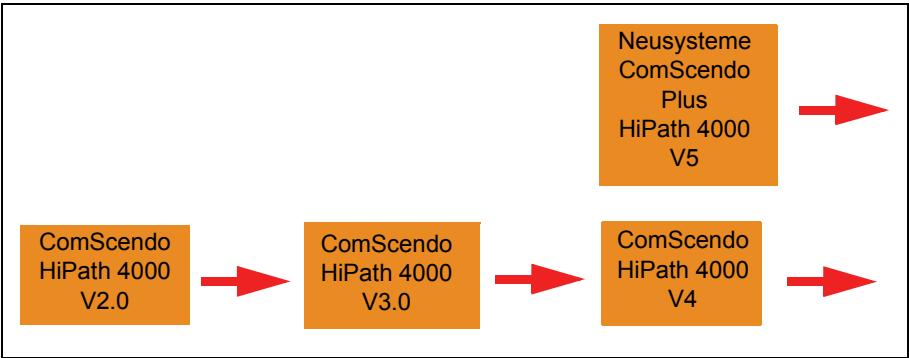 Neusysteme
ComScendo
Plus
HiPath 4000
V5
ComScendo
HiPath 4000
V2.0
ComScendo
HiPath 4000
V3.0
ComScendo
HiPath 4000
V4